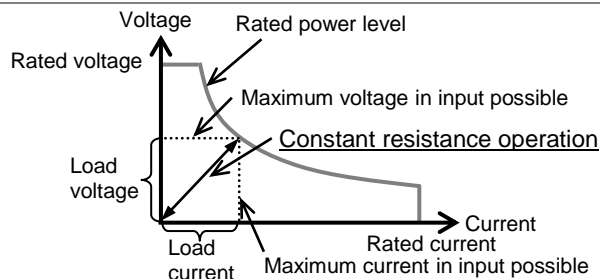 Voltage
Rated power level
Rated voltage
Maximum voltage in input possible
Constant resistance operation
Load
voltage
Current
Rated current
Load
current
Maximum current in input possible